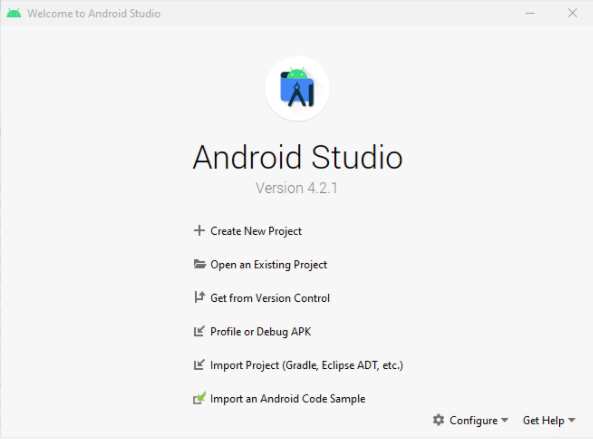 Welcome to Android Studio
Android Studio
Version 4.2.1
Create New Project
Open an Existing Project
Get from Version Control
Profile or Debug APK
Import Project (Gradle, Eclipse ADT, etc.)
Import an Android Code Sample
Configure Get Help